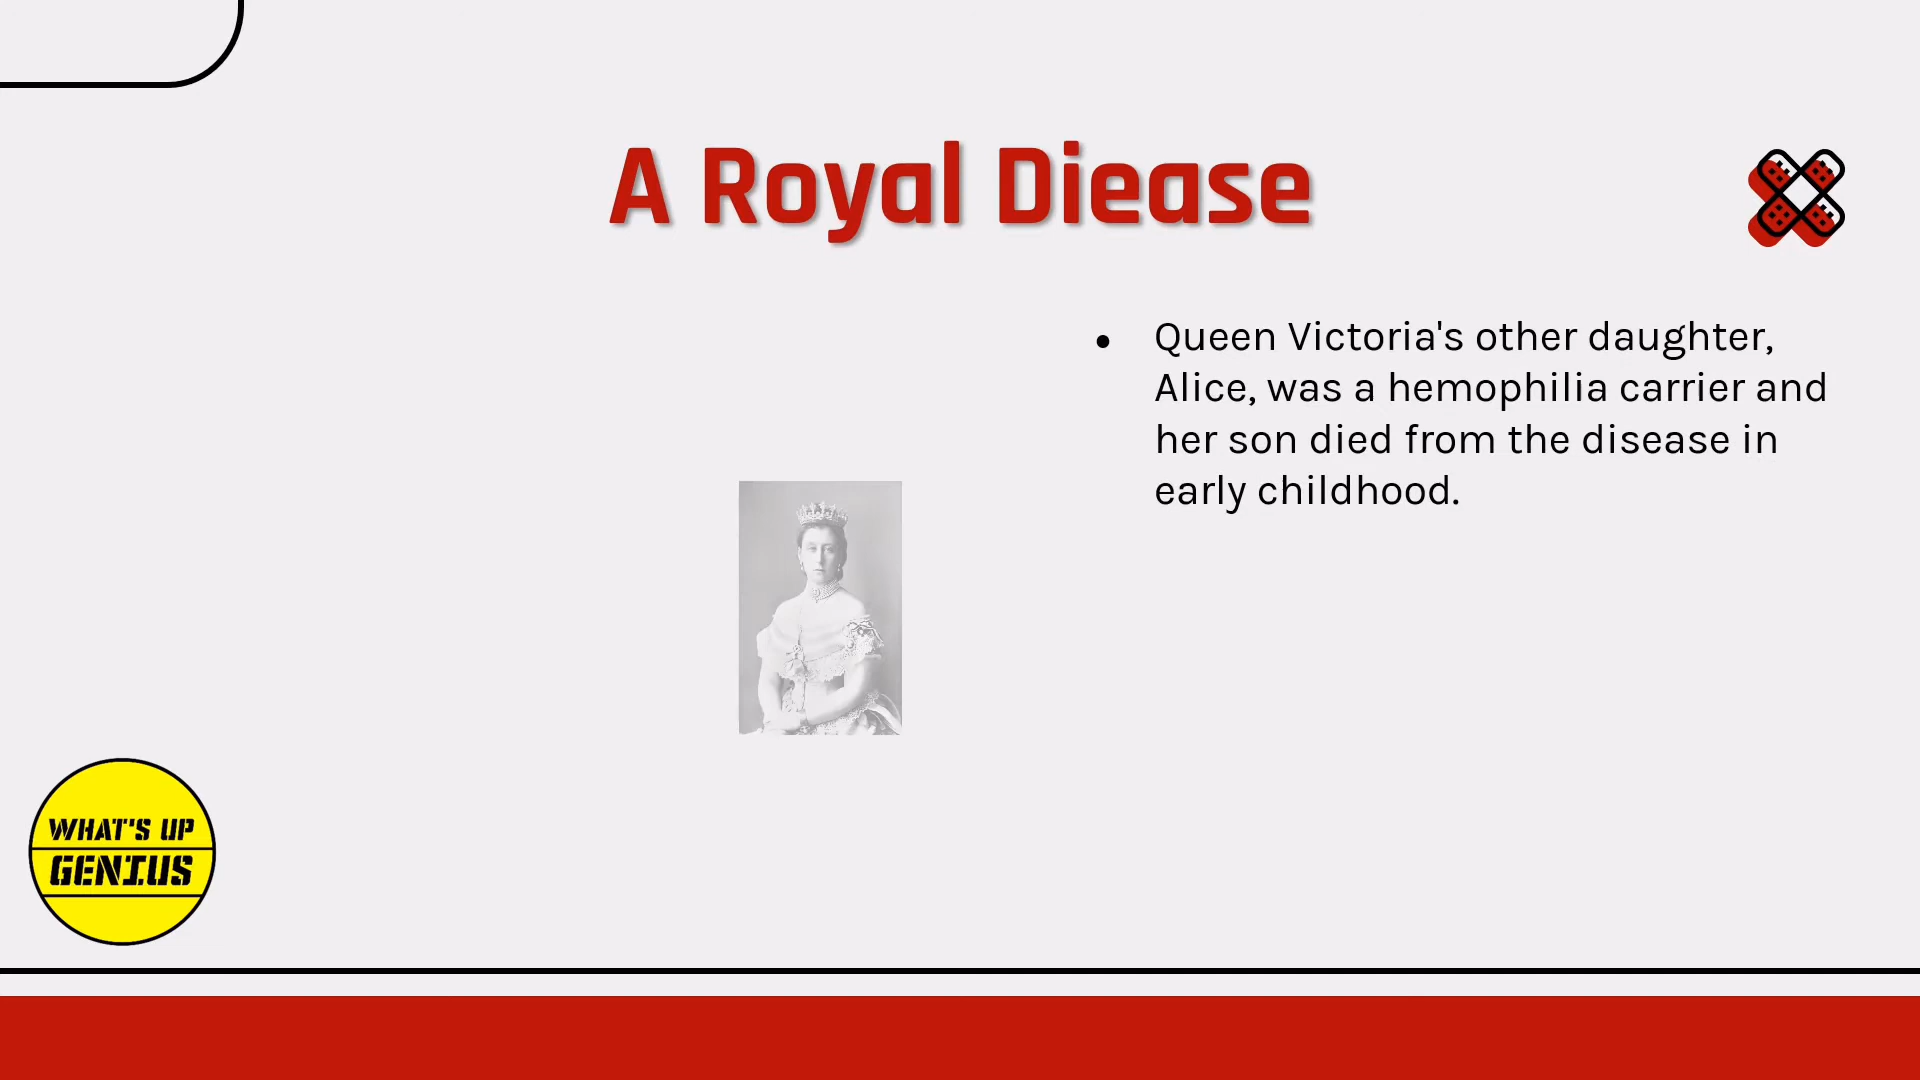 A Royal Diease
● Queen Victoria's other daughter,
Alice, was a hemophilia carrier and
her son died from the disease in
early childhood.
WHAT'S UP
GENIUS